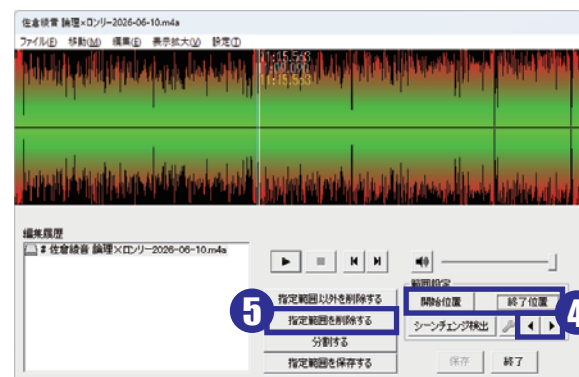 佐倉綾音 論理×ロンリー2026-06-10.m4a
ファイル(F) 移動(M) 編集(E) 表示拡大(V) 設定(I)
編集履歴
2 佐倉綾音 論理×ロンリー2026-06-10.m4a
範囲設定
開始位置 終了位置
4
指定範囲以外を削除する
5
指定範囲を削除する
シーンチェンジ検出
分割する
指定範囲を保存する
保存 終了